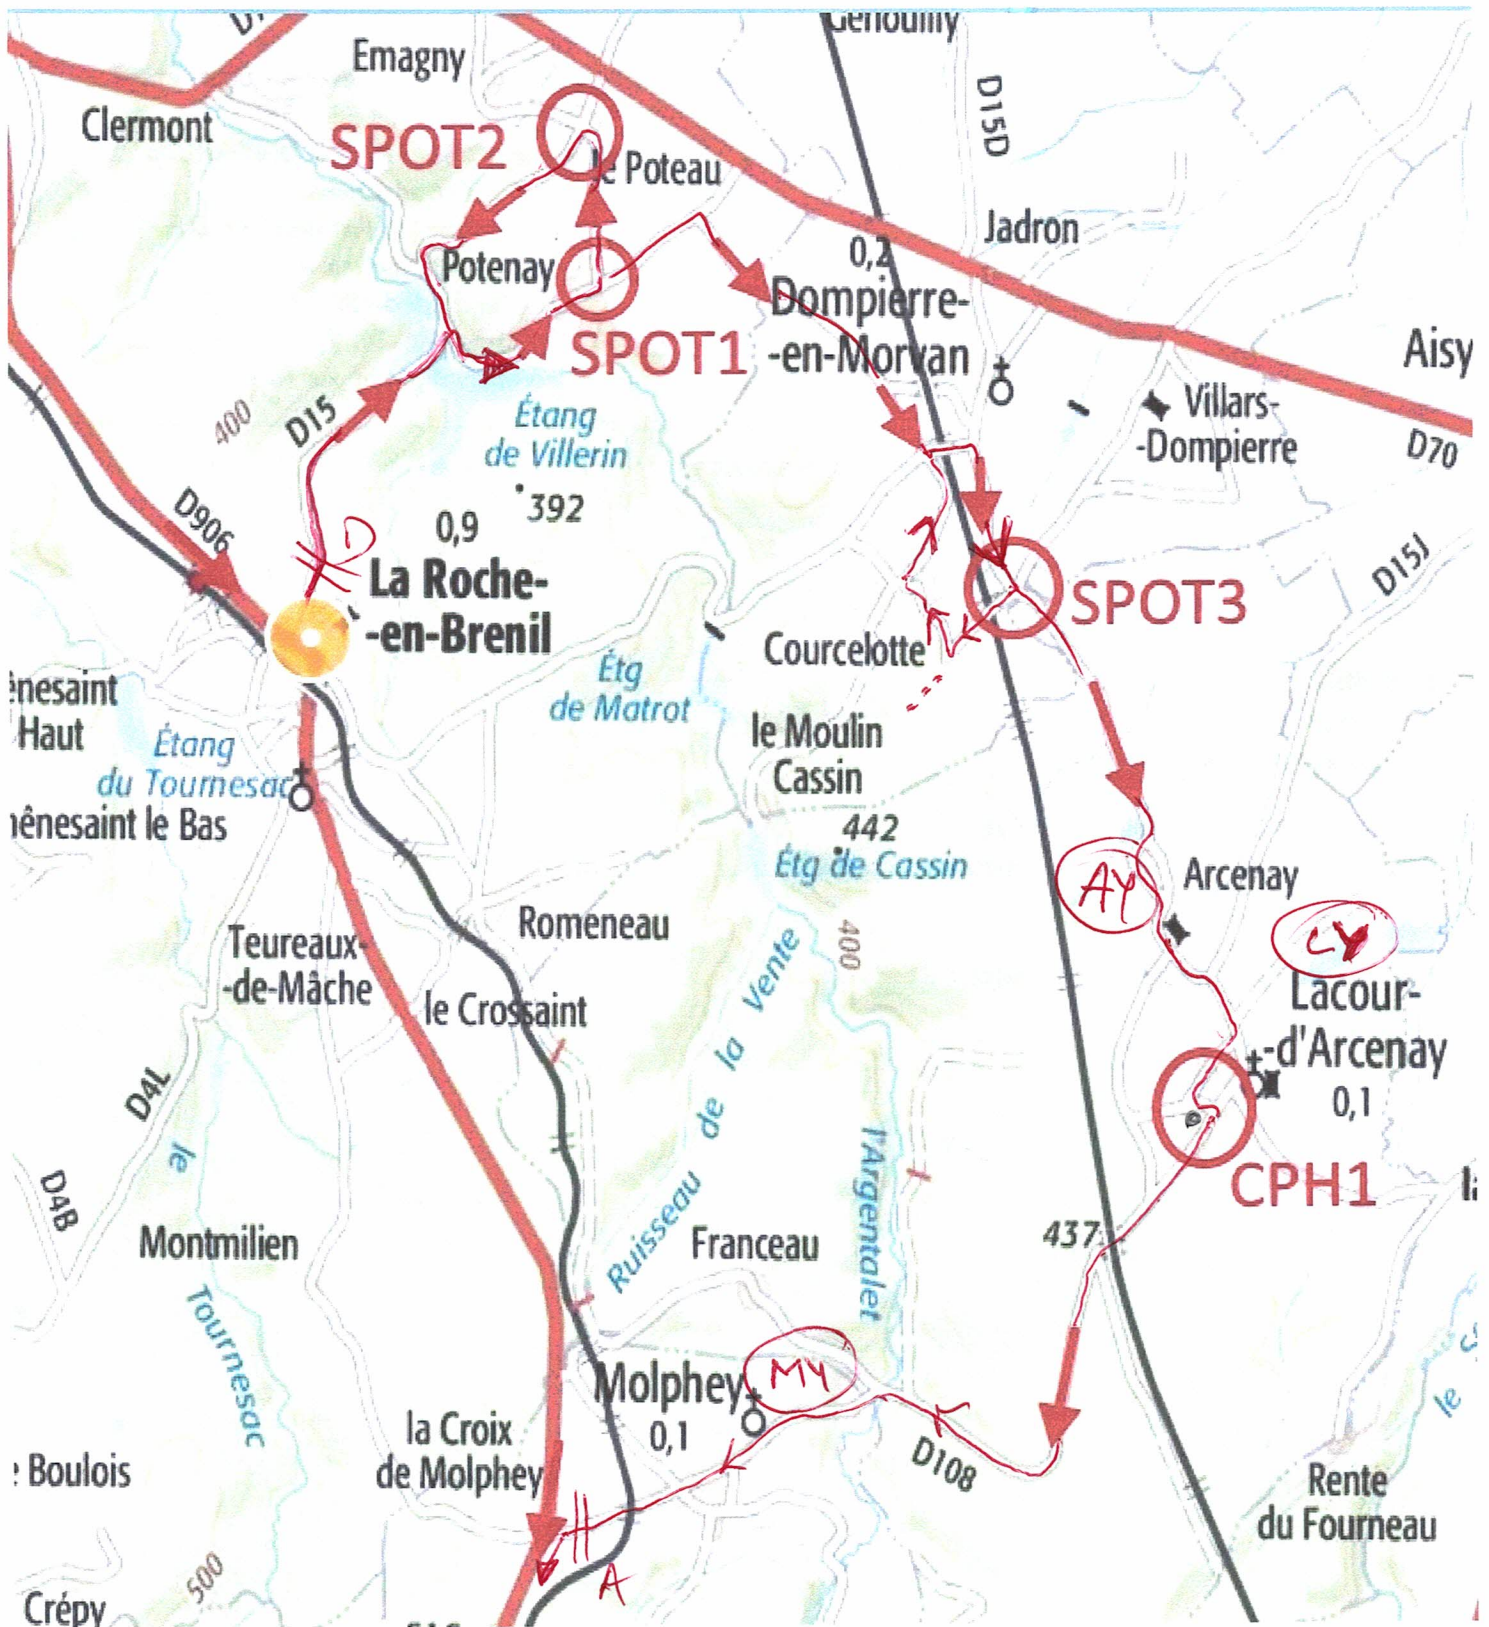 Genouilly
Emagny
D15D
Clermont
SPOT2
le Poteau
Jadron
0,2
Potenay
Dompierre-
-en-Morvan
SPOT1
Aisy
Villars-
-Dompierre
D70
400
D15
Étang
de Villerin
392
D906
0,9
D
La Roche-
-en-Brenil
D15J
SPOT3
Courcelotte
Étg
de Matrot
ênesaint
Haut
Étang
du Tournesac
le Moulin
Cassin
ênesaint le Bas
442
Étg de Cassin
AY
Arcenay
Romeneau
400
CY
Teureaux-
-de-Mâche
le Crossaint
Lacour-
-d'Arcenay
0,1
D4L
CPH1
D4B
le Tournesac
Montmilien
Ruisseau de la Vente
Franceau
l'Argentalet
437
Molphey
0,1
MY
la Croix
de Molphey
D108
le
Boulois
Rente
du Fourneau
500
A
Crépy